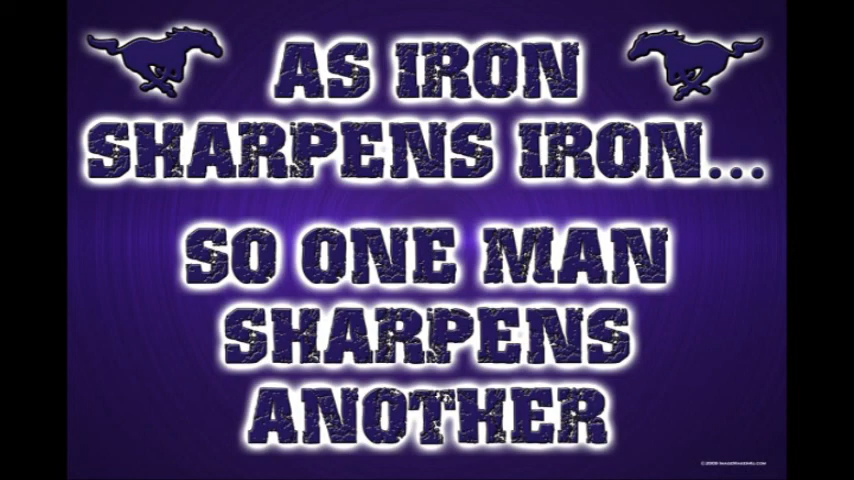 AS IRON
SHARPENS IRON...
SO ONE MAN
SHARPENS
ANOTHER